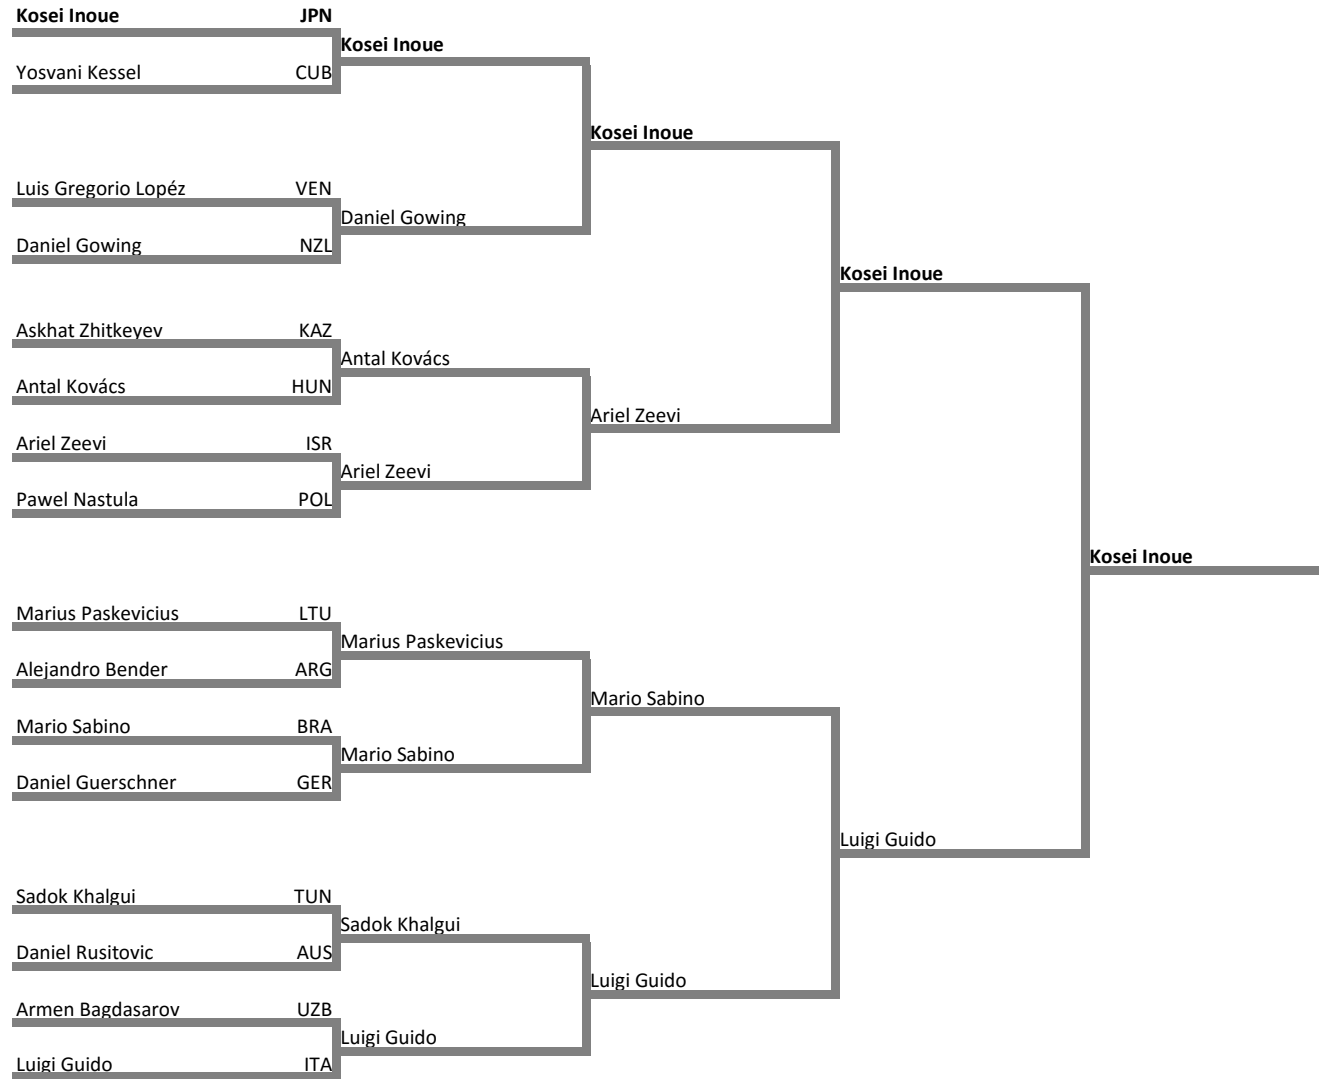 Kosei Inoue JPN
Kosei Inoue
Yosvani Kessel CUB
Kosei Inoue
Luis Gregorio Lopéz VEN
Daniel Gowing
Daniel Gowing NZL
Kosei Inoue
Askhat Zhitkeyev KAZ
Antal Kovács
Antal Kovács HUN
Ariel Zeevi
Ariel Zeevi ISR
Ariel Zeevi
Pawel Nastula POL
Kosei Inoue
Marius Paskevicius LTU
Marius Paskevicius
Alejandro Bender ARG
Mario Sabino
Mario Sabino BRA
Mario Sabino
Daniel Guerschner GER
Luigi Guido
Sadok Khalgui TUN
Sadok Khalgui
Daniel Rusitovic AUS
Luigi Guido
Armen Bagdasarov UZB
Luigi Guido
Luigi Guido ITA